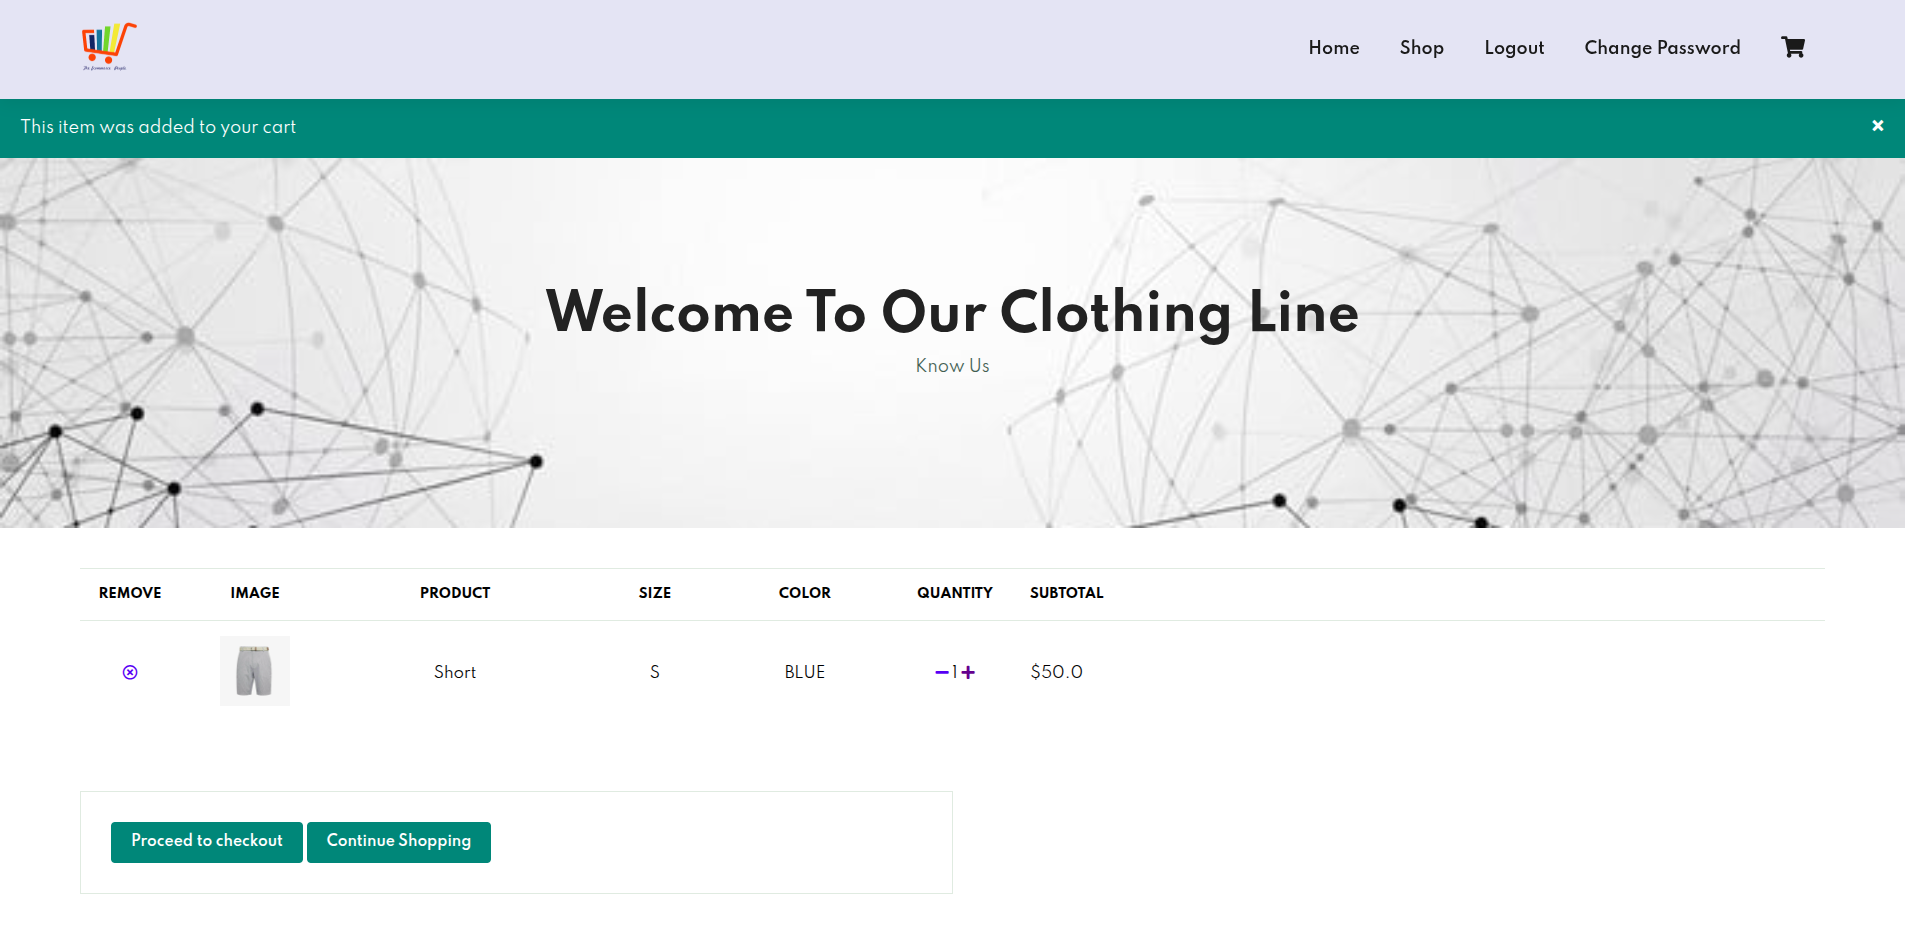 Home Shop Logout Change Password
This item was added to your cart
Welcome To Our Clothing Line
Know Us
REMOVE IMAGE PRODUCT SIZE COLOR QUANTITY SUBTOTAL
Short S BLUE 1 $50.0
Proceed to checkout Continue Shopping